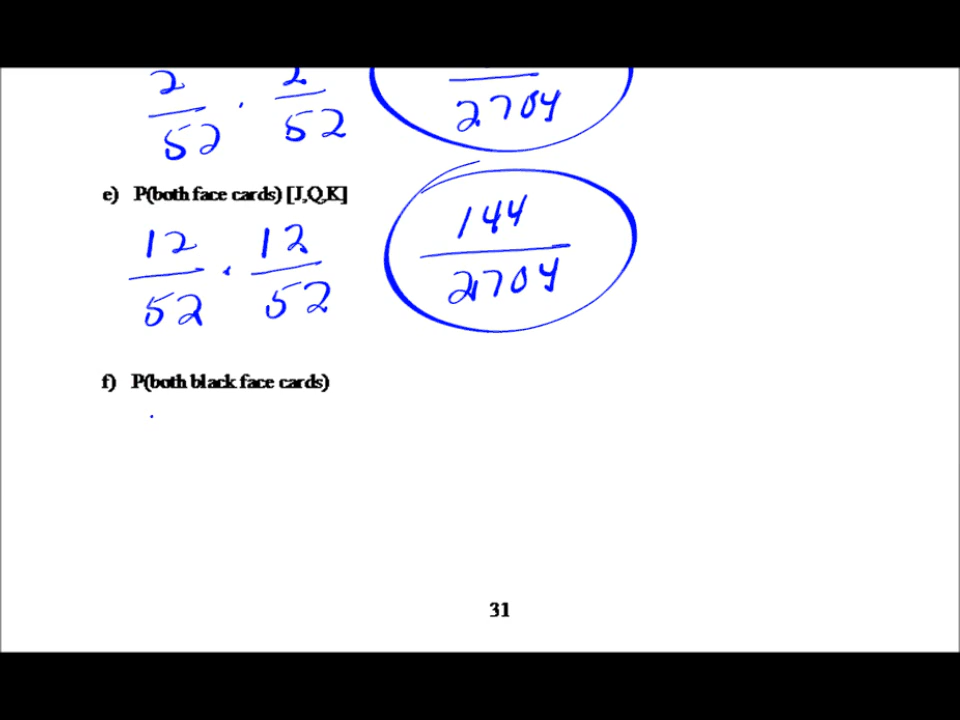 2/52 · 2/52 2704
e) P(both face cards) [J,Q,K]
12/52 · 12/52 144/2704
f) P(both black face cards)
31